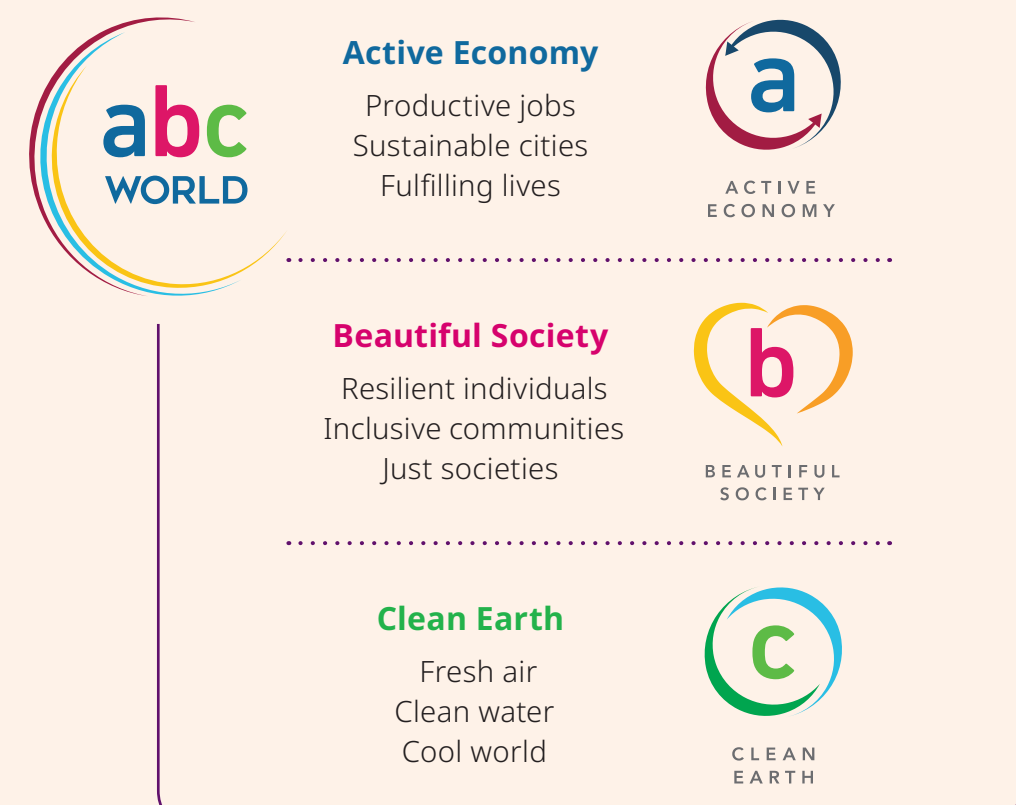 abc
WORLD
Active Economy
Productive jobs
Sustainable cities
Fulfilling lives
a
ACTIVE
ECONOMY
Beautiful Society
Resilient individuals
Inclusive communities
Just societies
b
BEAUTIFUL
SOCIETY
Clean Earth
Fresh air
Clean water
Cool world
c
CLEAN
EARTH